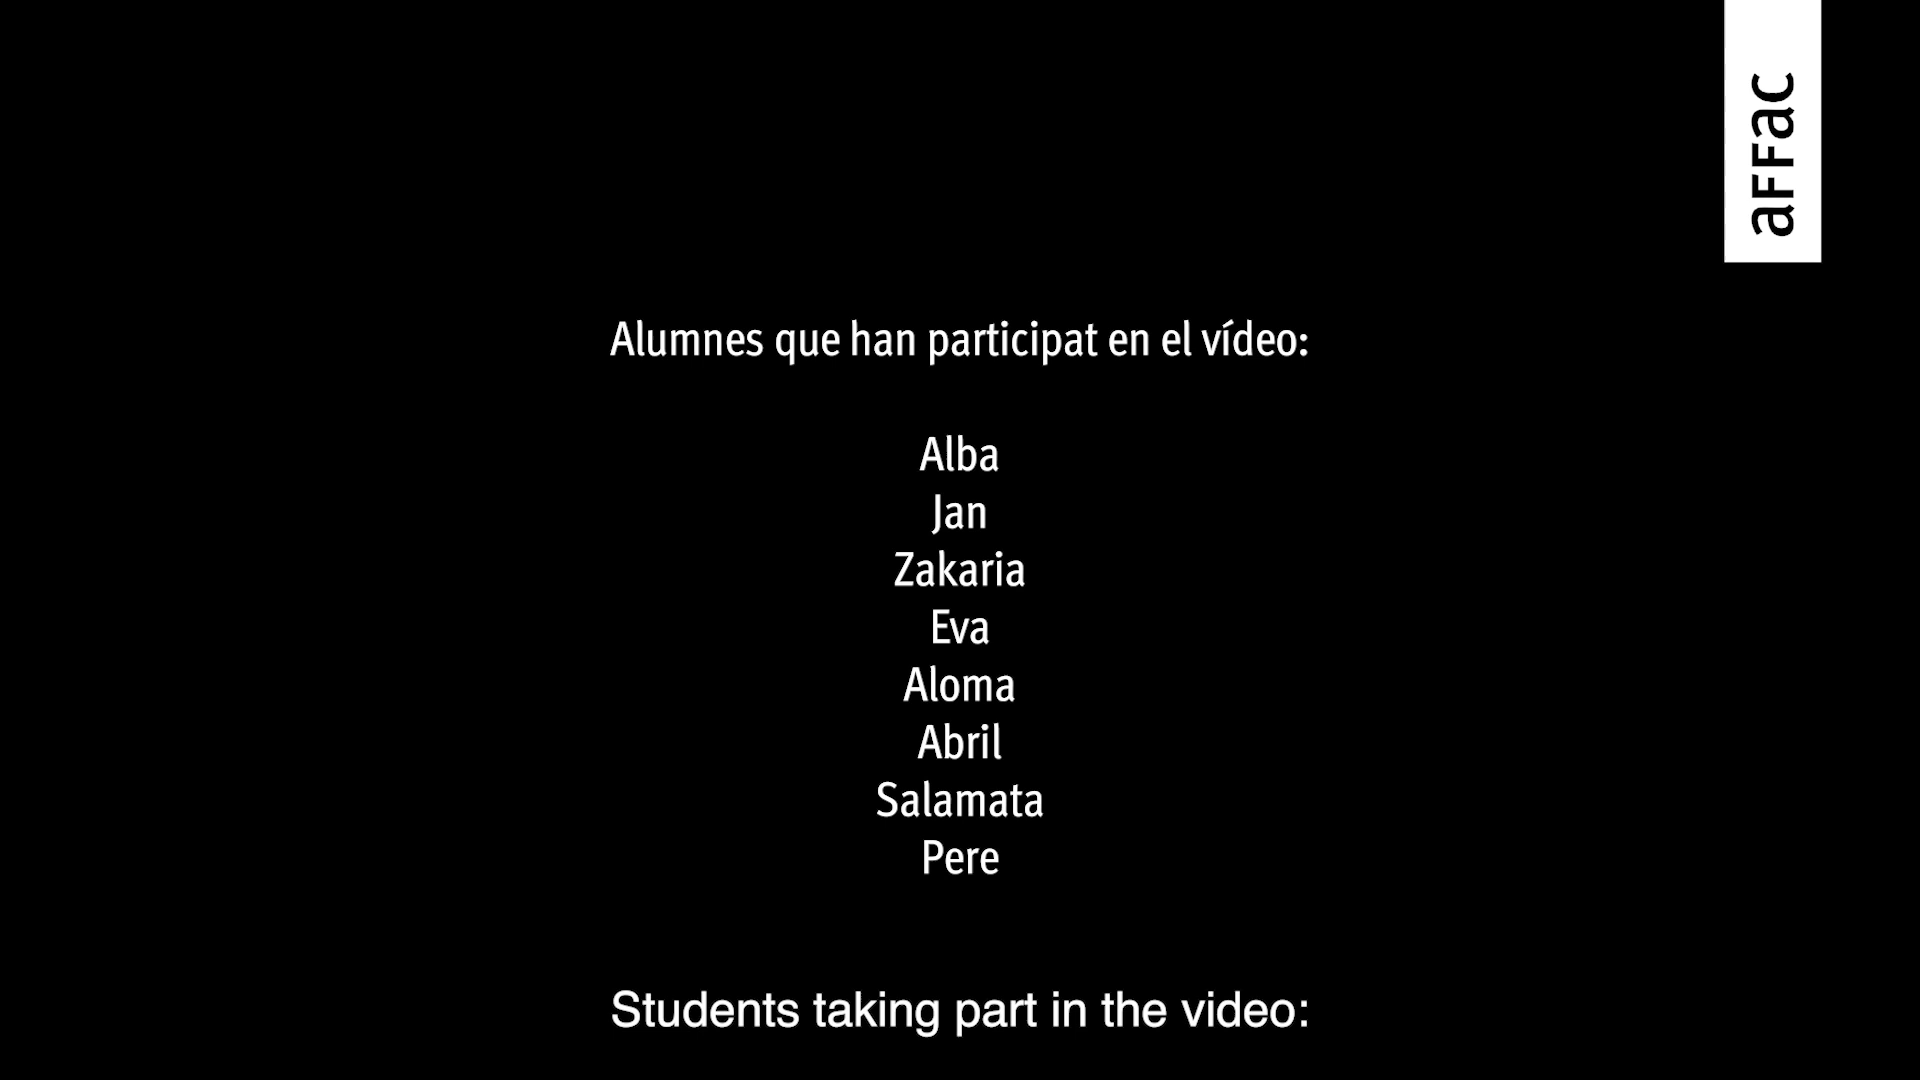 aFFac
Alumnes que han participat en el vídeo:
Alba
Jan
Zakaria
Eva
Aloma
Abril
Salamata
Pere
Students taking part in the video: